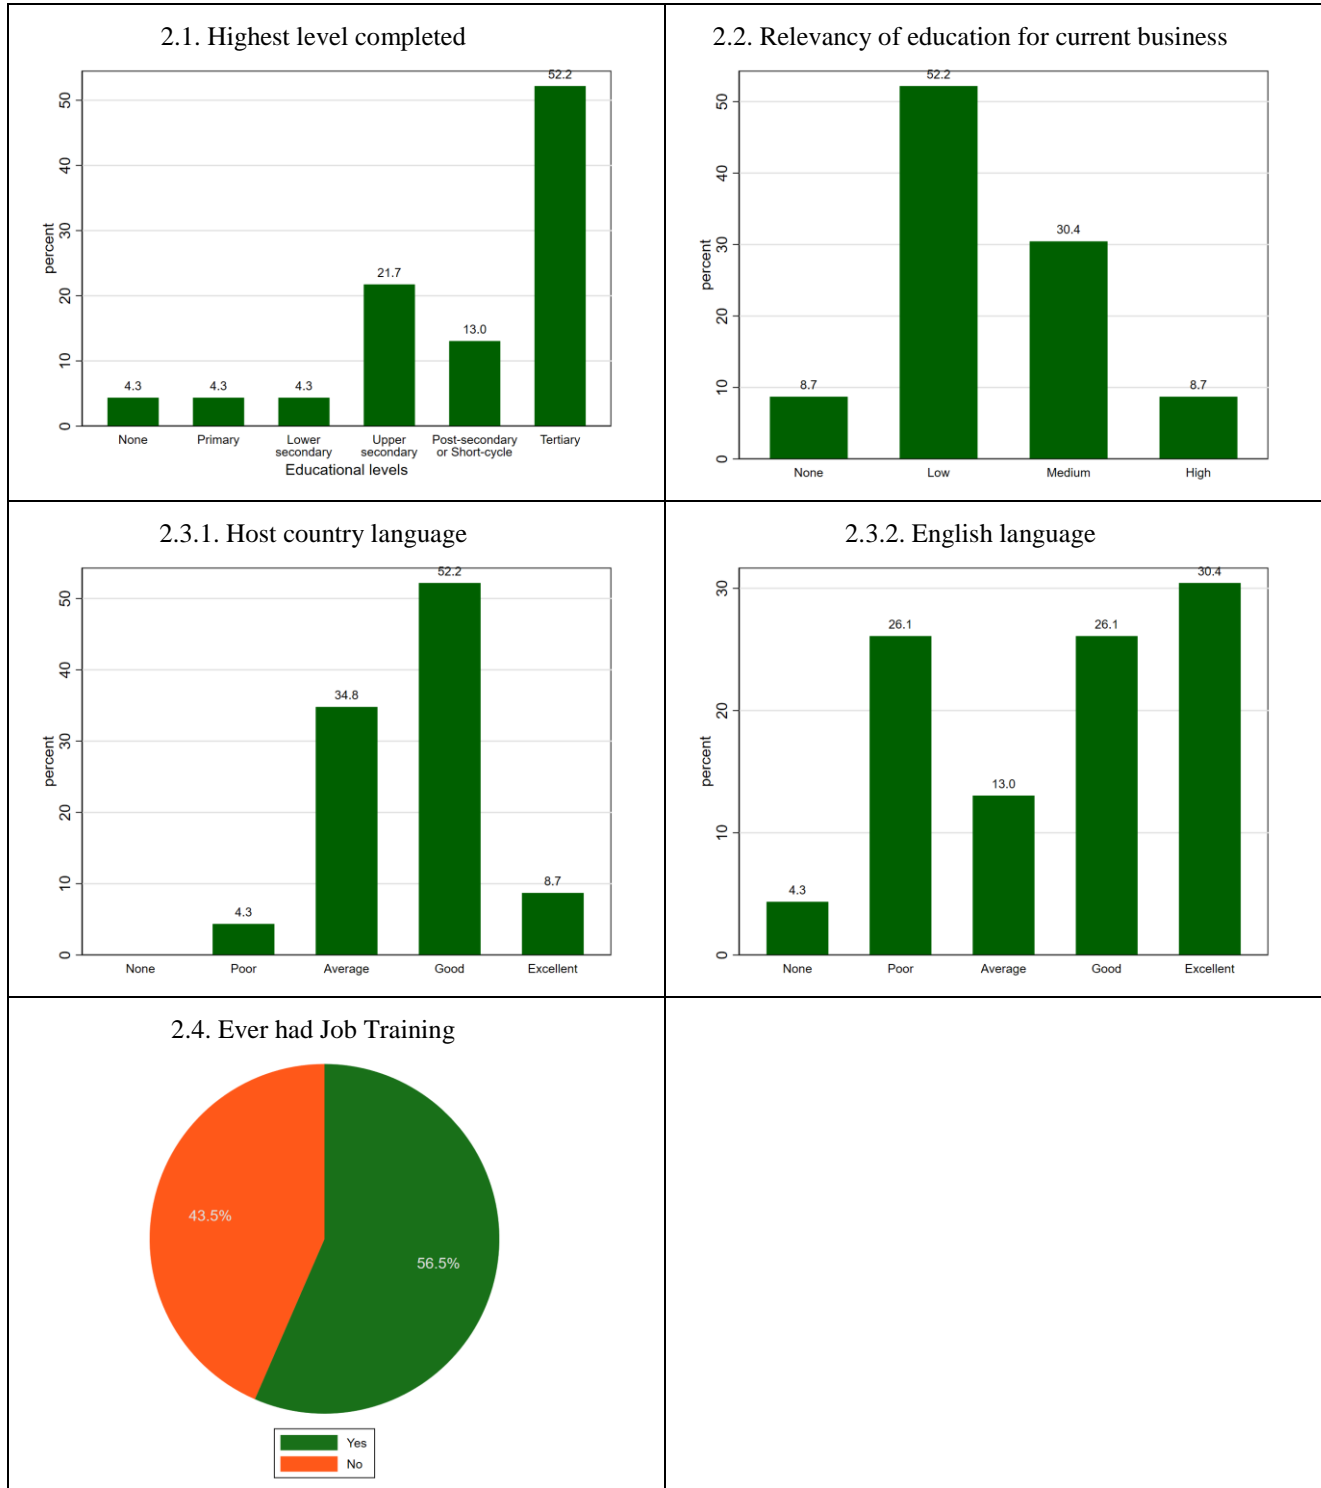 2.1. Highest level completed
percent
0
10
20
30
40
50
4.3
4.3
4.3
21.7
13.0
52.2
None
Primary
Lower
secondary
Upper
secondary
Post-secondary
or Short-cycle
Tertiary
Educational levels
2.2. Relevancy of education for current business
percent
0
10
20
30
40
50
8.7
52.2
30.4
8.7
None
Low
Medium
High
2.3.1. Host country language
percent
0
10
20
30
40
50
4.3
34.8
52.2
8.7
None
Poor
Average
Good
Excellent
2.3.2. English language
percent
0
10
20
30
4.3
26.1
13.0
26.1
30.4
None
Poor
Average
Good
Excellent
2.4. Ever had Job Training
43.5%
56.5%
Yes
No